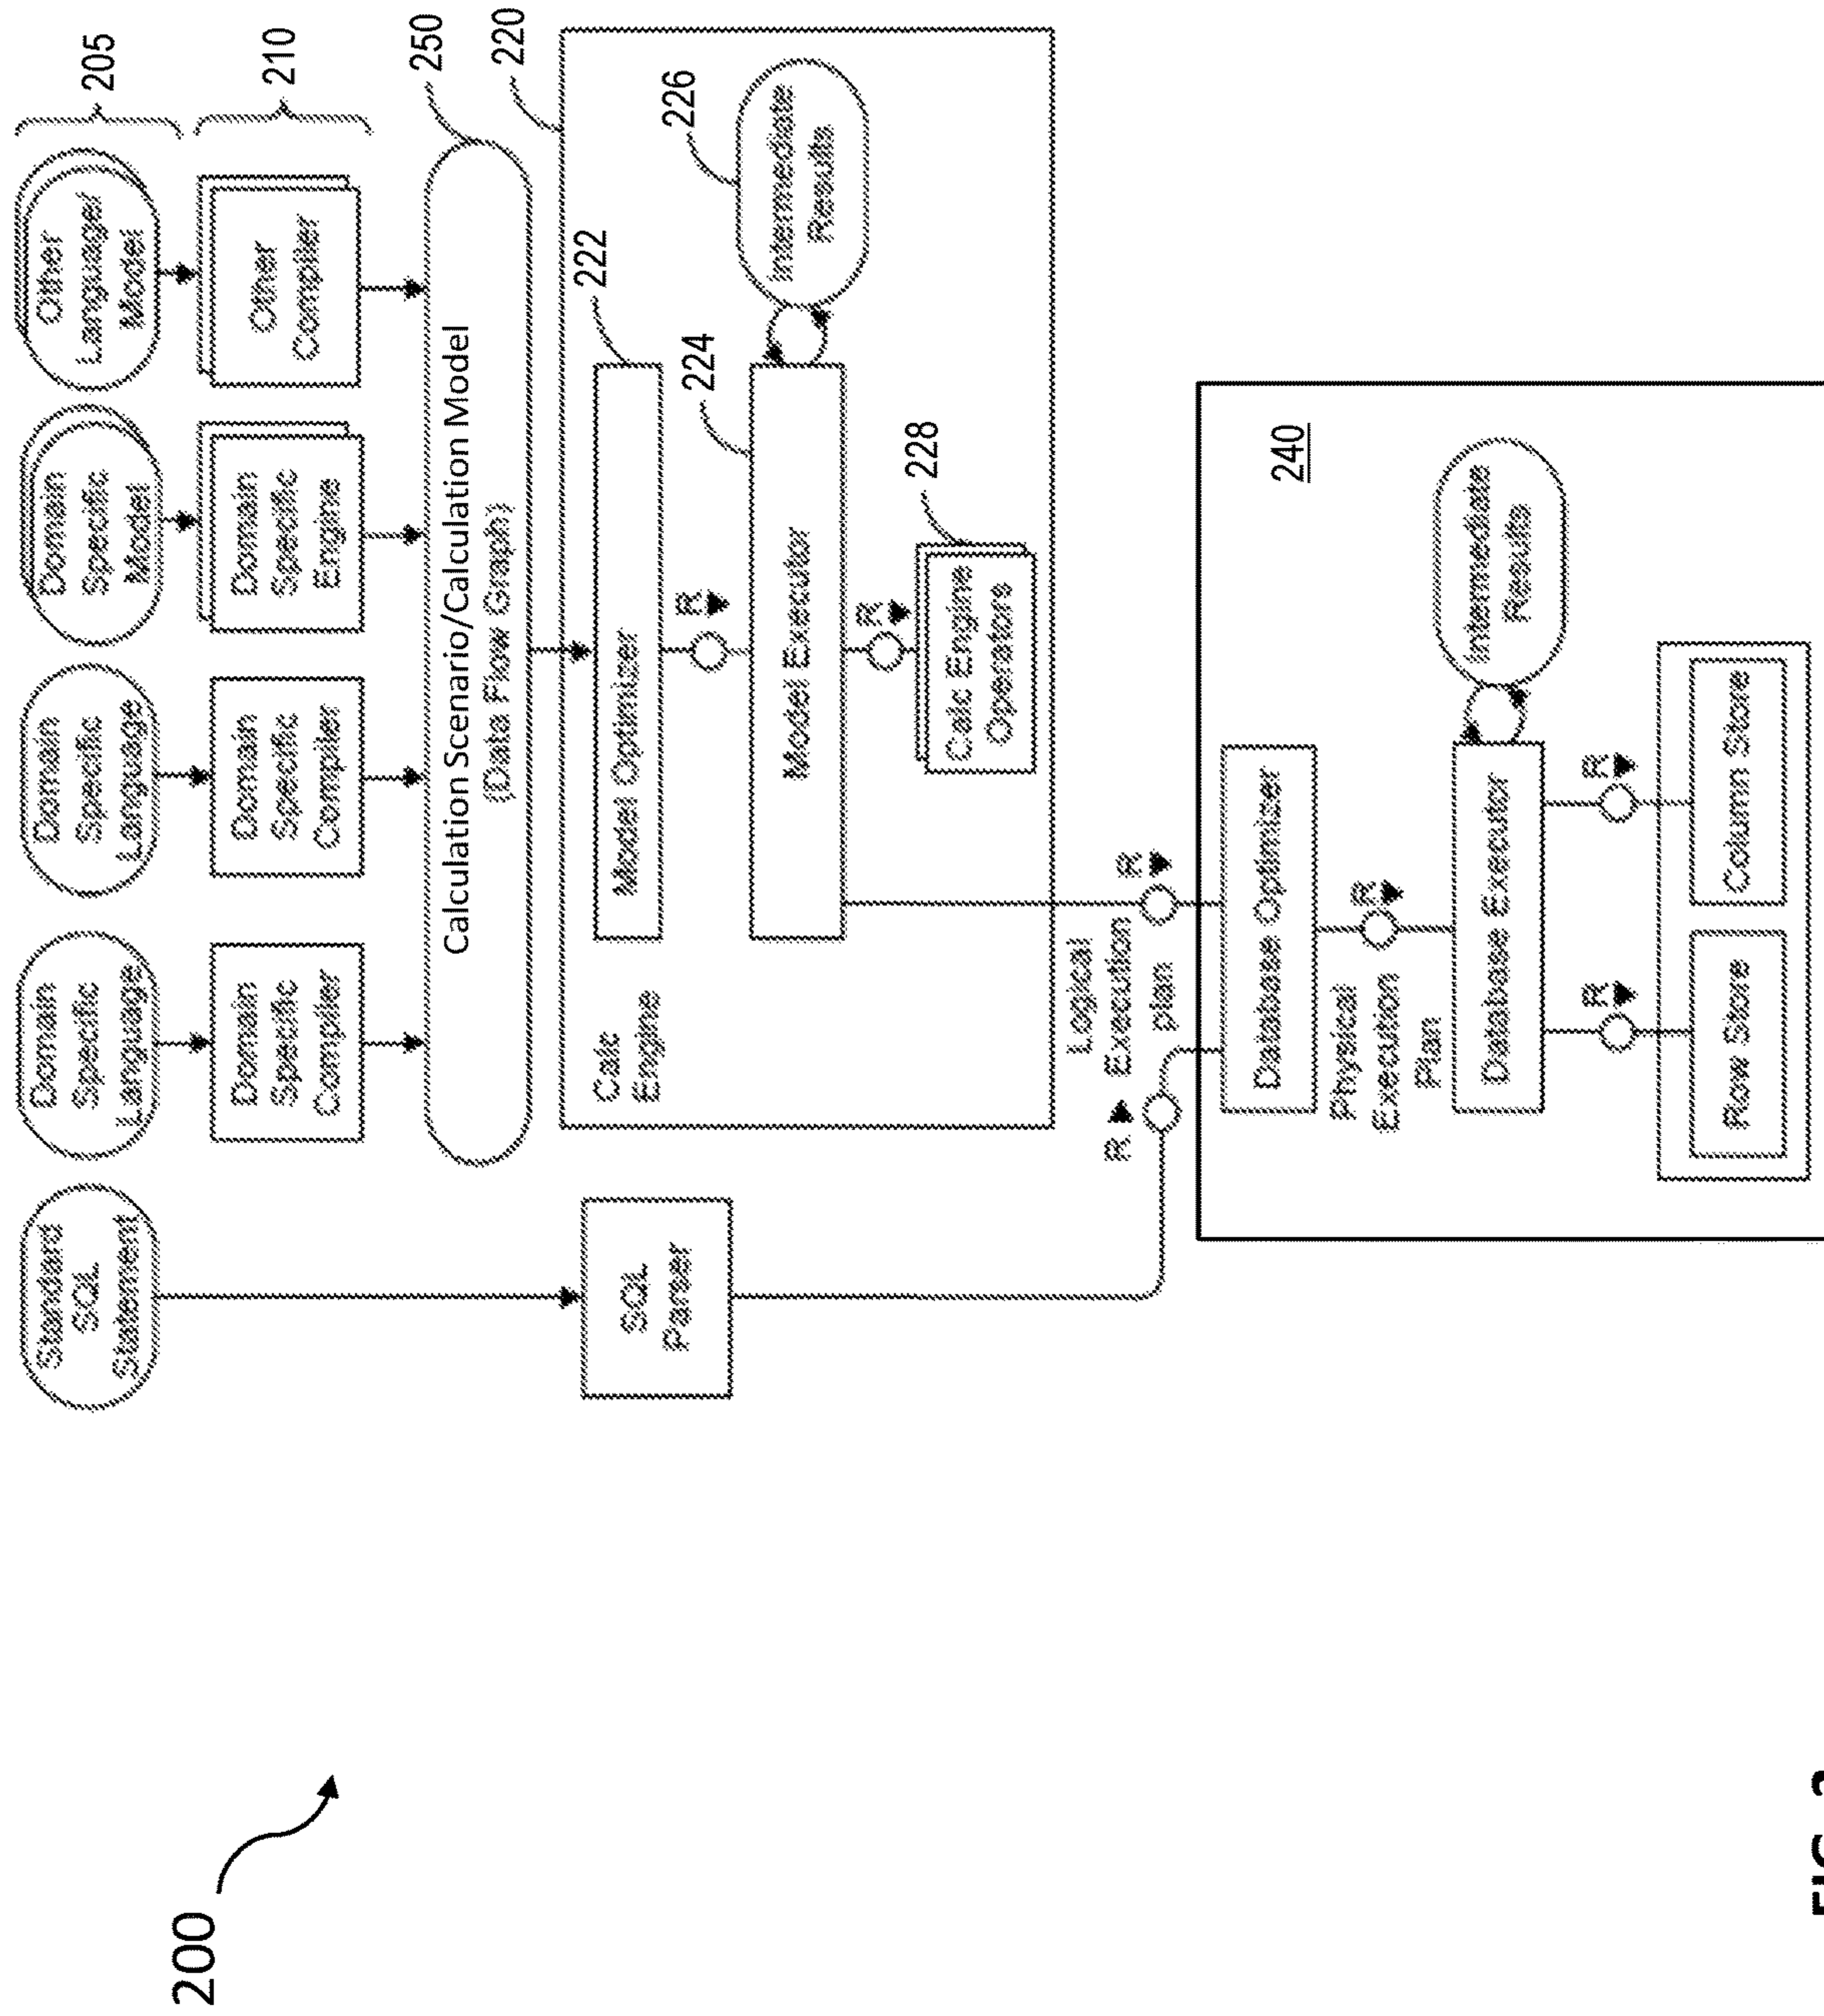 200
205
210
250
220
Standard
SQL
Statement
Domain
Specific
Language
Domain
Specific
Language
Domain
Specific
Model
Other
Language/
Model
Domain
Specific
Compiler
Domain
Specific
Compiler
Domain
Specific
Engine
Other
Compiler
Calculation Scenario/Calculation Model
(Data Flow Graph)
SQL
Parser
Calc
Engine
Model Optimizer
222
R
Model Executor
224
Intermediate
Results
226
R
Calc Engine
Operators
228
R
Logical
Execution
plan
R
240
Database Optimiser
Physical
Execution
Plan
R
Database Executor
Intermediate
Results
R
R
Row Store
Column Store